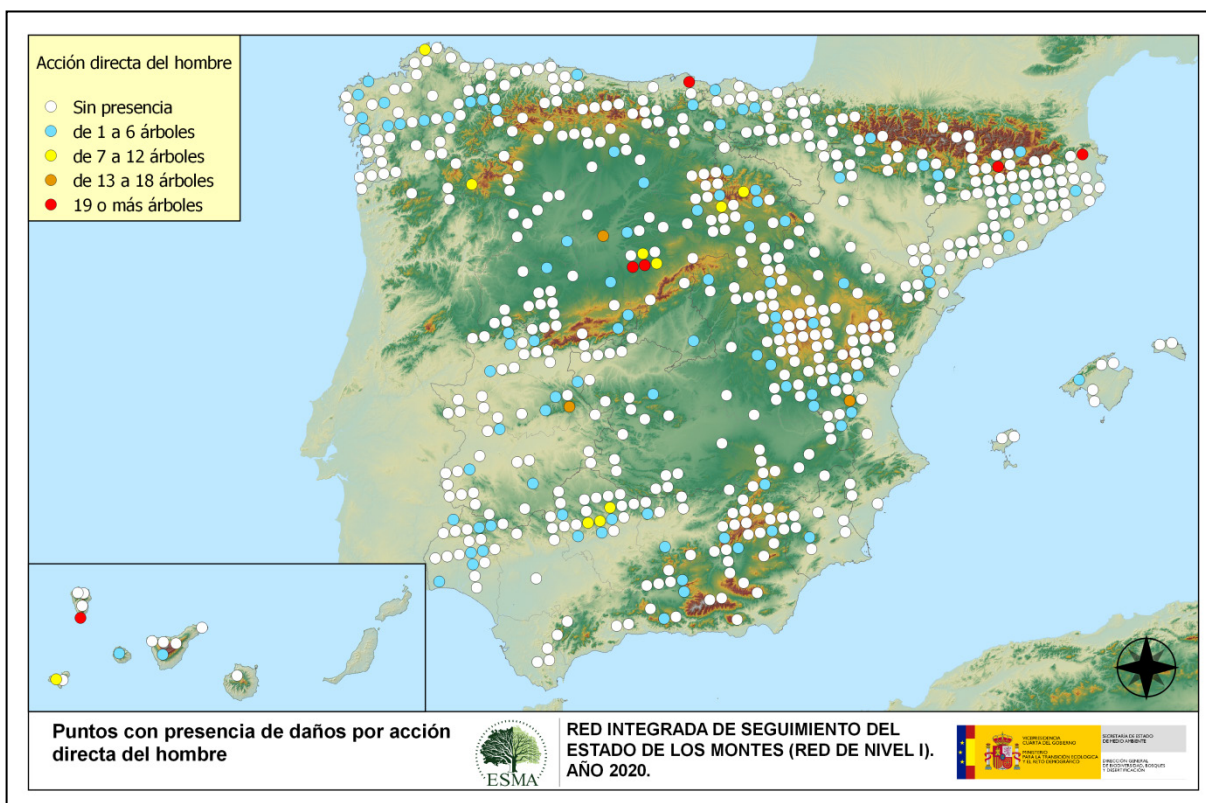 Acción directa del hombre
Sin presencia
de 1 a 6 árboles
de 7 a 12 árboles
de 13 a 18 árboles
19 o más árboles
Puntos con presencia de daños por acción
directa del hombre
ESMA
RED INTEGRADA DE SEGUIMIENTO DEL
ESTADO DE LOS MONTES (RED DE NIVEL I).
AÑO 2020.
VICEPRESIDENCIA
CUARTA DEL GOBIERNO
MINISTERIO
PARA LA TRANSICIÓN ECOLÓGICA
Y EL RETO DEMOGRÁFICO
SECRETARÍA DE ESTADO
DE MEDIO AMBIENTE
DIRECCIÓN GENERAL
DE BIODIVERSIDAD, BOSQUES
Y DESERTIFICACIÓN